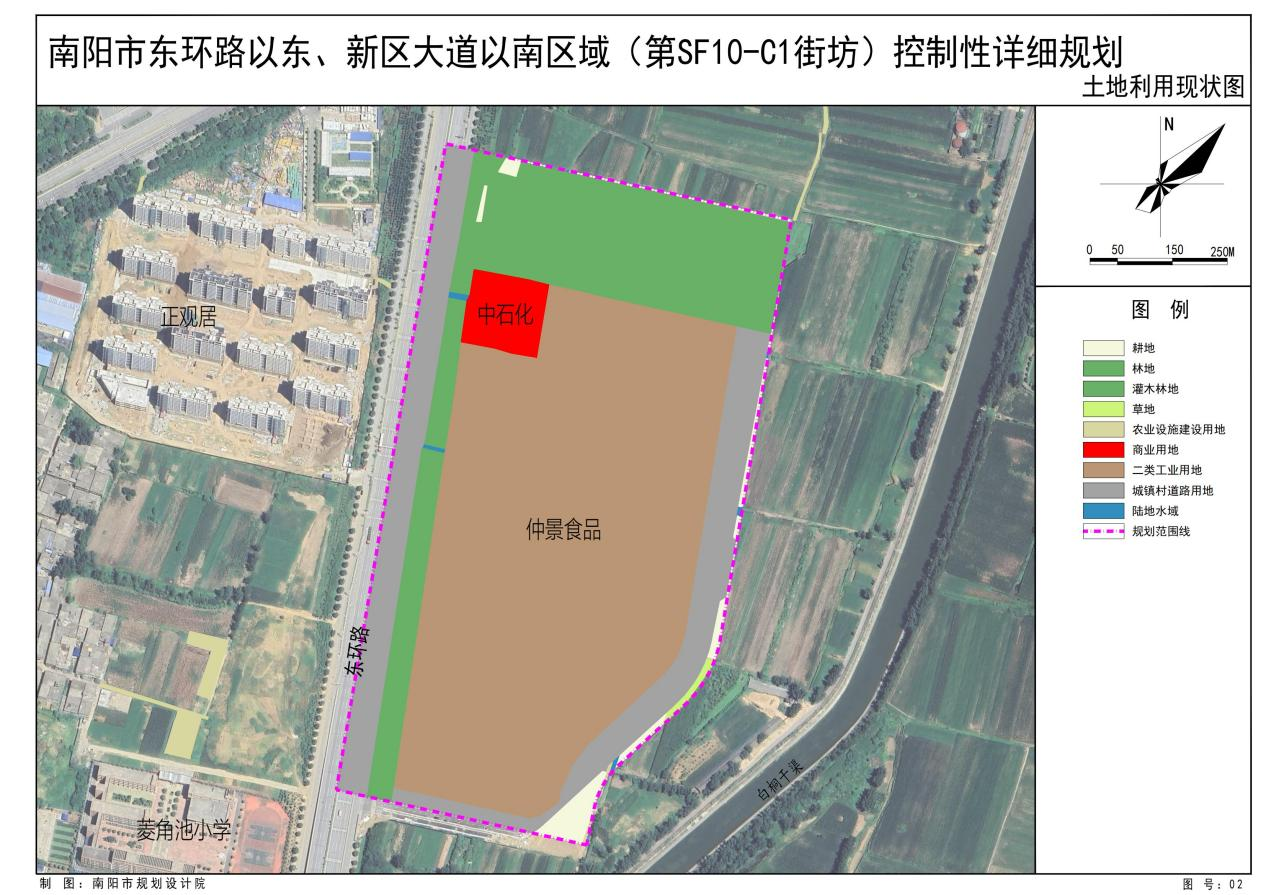 南阳市东环路以东、新区大道以南区域（第SF10-C1街坊）控制性详细规划
土地利用现状图
N
0 50 150 250M
图 例
耕地
林地
灌木林地
草地
农业设施建设用地
商业用地
二类工业用地
城镇村道路用地
陆地水域
规划范围线
正观居
中石化
仲景食品
东环路
白桐干渠
菱角池小学
制 图：南阳市规划设计院
图 号：02